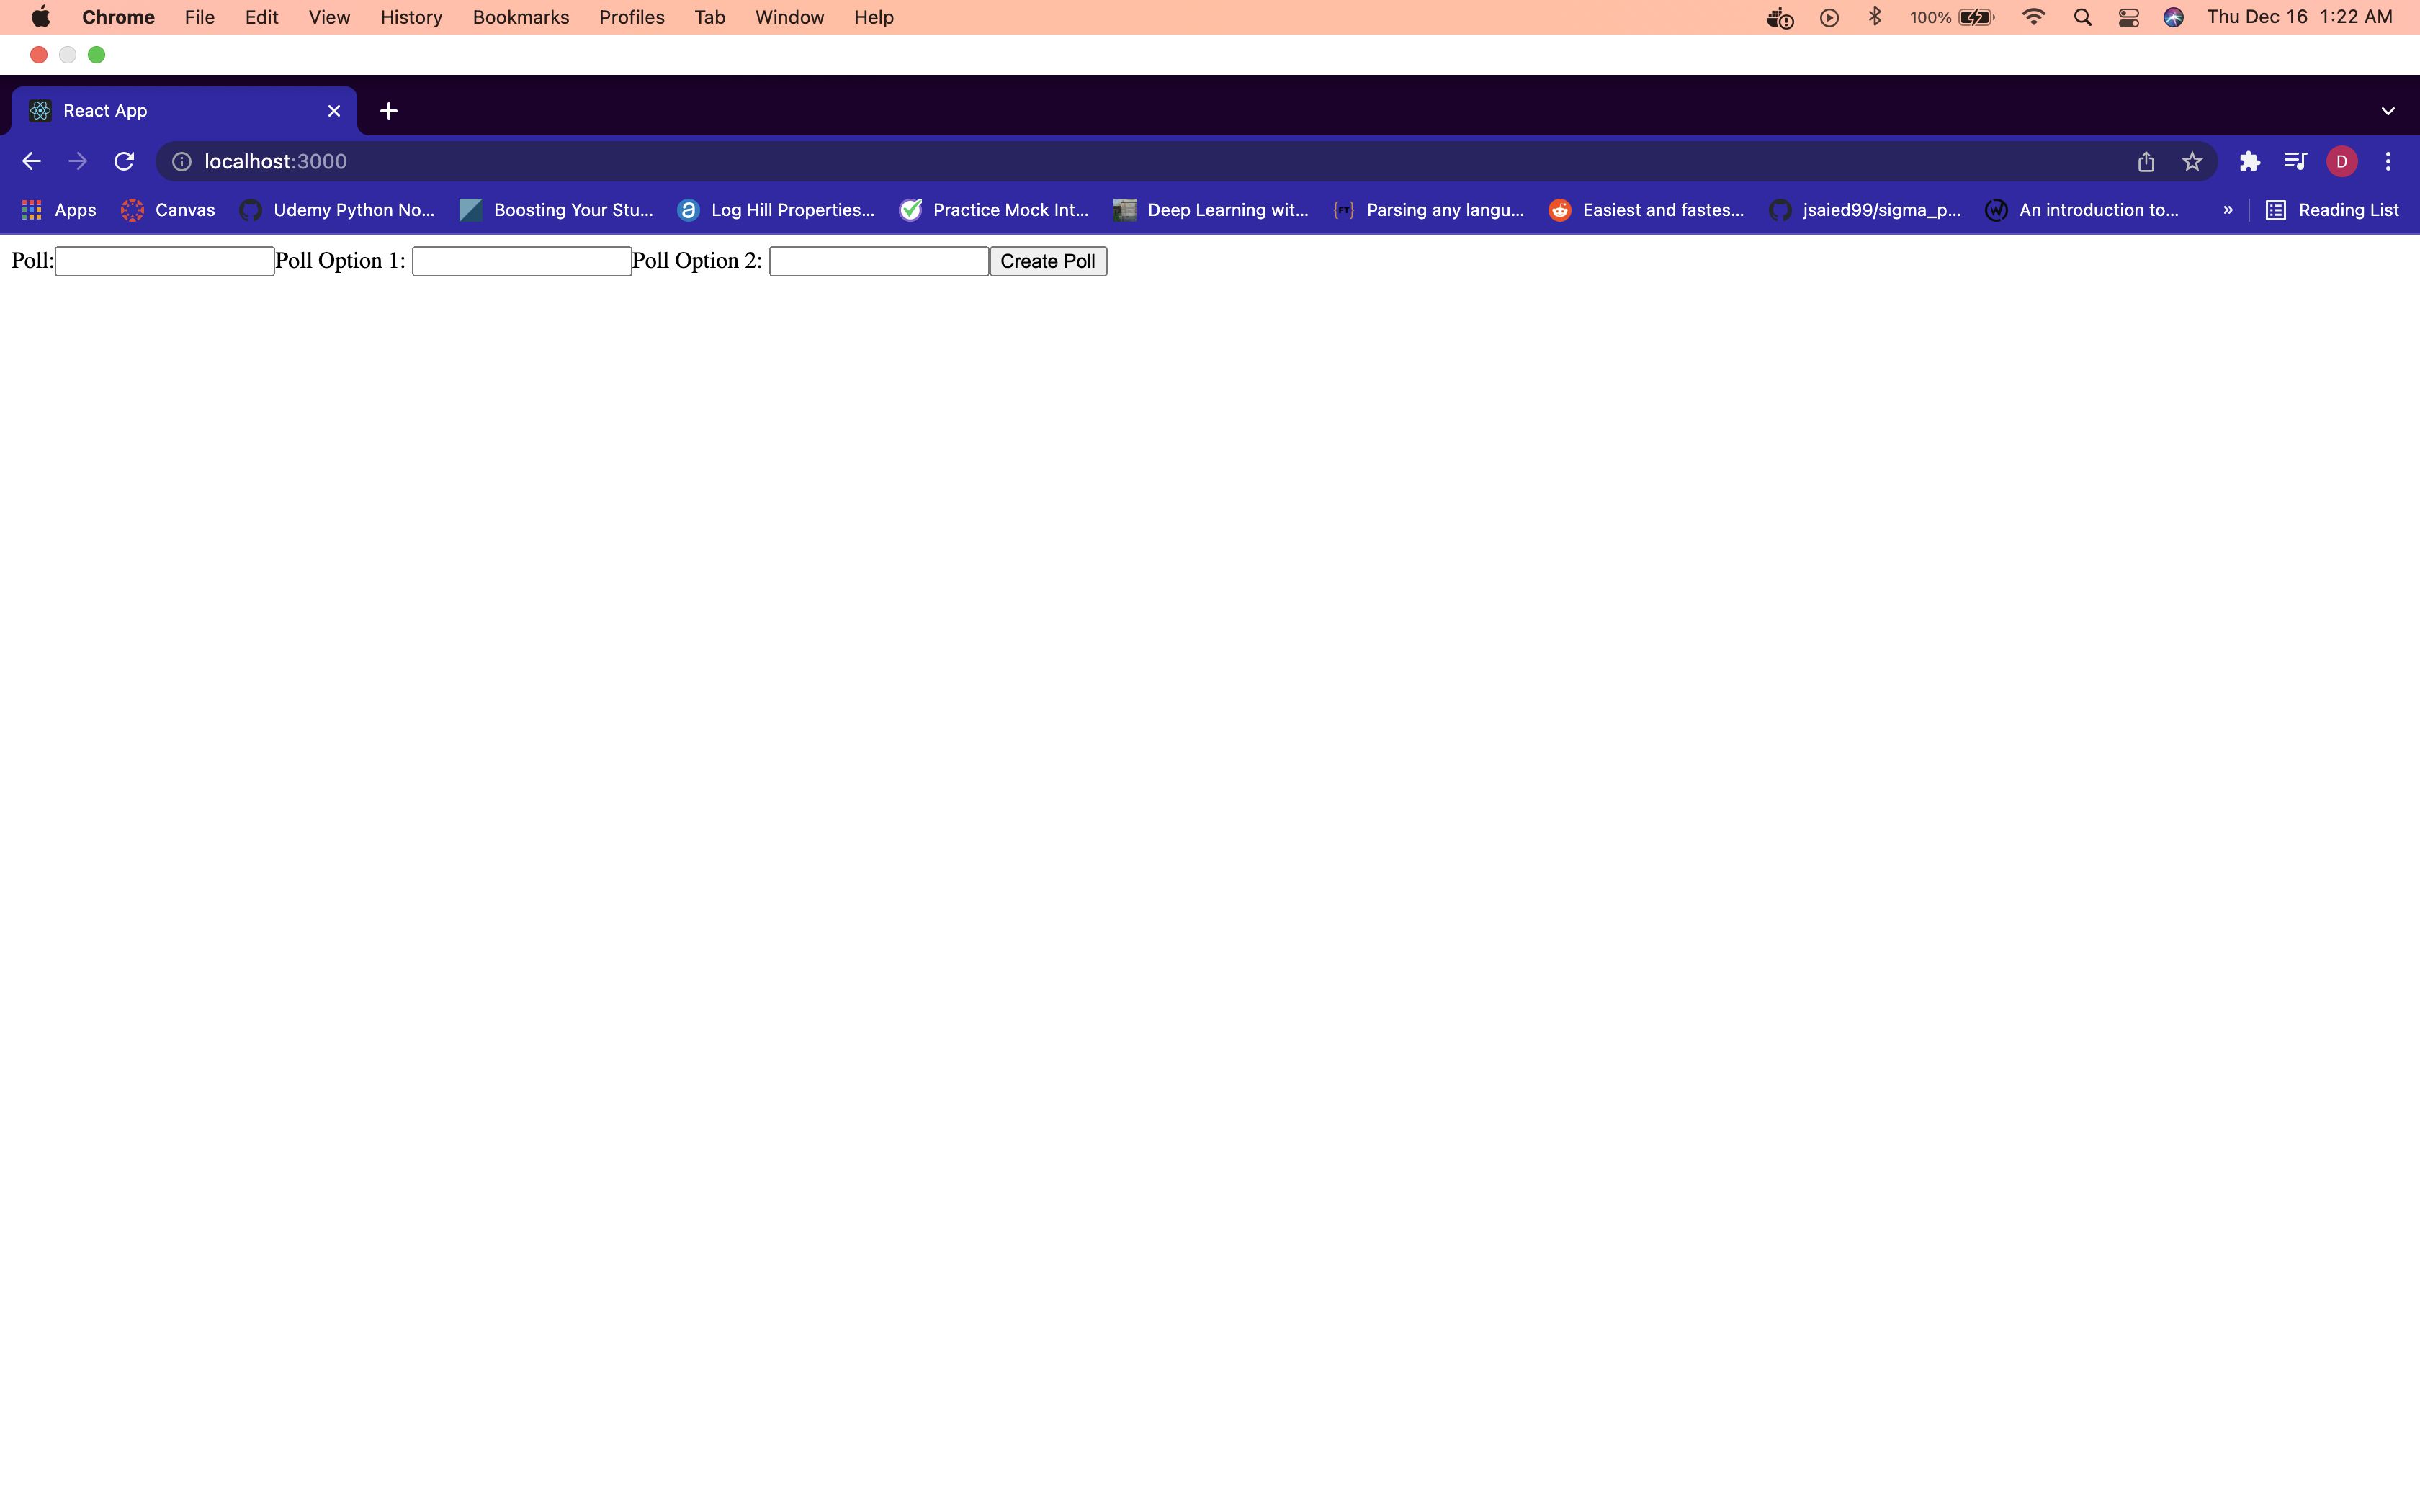 Chrome File Edit View History Bookmarks Profiles Tab Window Help 100% Thu Dec 16 1:22 AM
React App
localhost:3000 D
Apps Canvas Udemy Python No... Boosting Your Stu... Log Hill Properties... Practice Mock Int... Deep Learning wit... {FT} Parsing any langu... Easiest and fastes... jsaied99/sigma_p... An introduction to... » Reading List
Poll: Poll Option 1: Poll Option 2: Create Poll